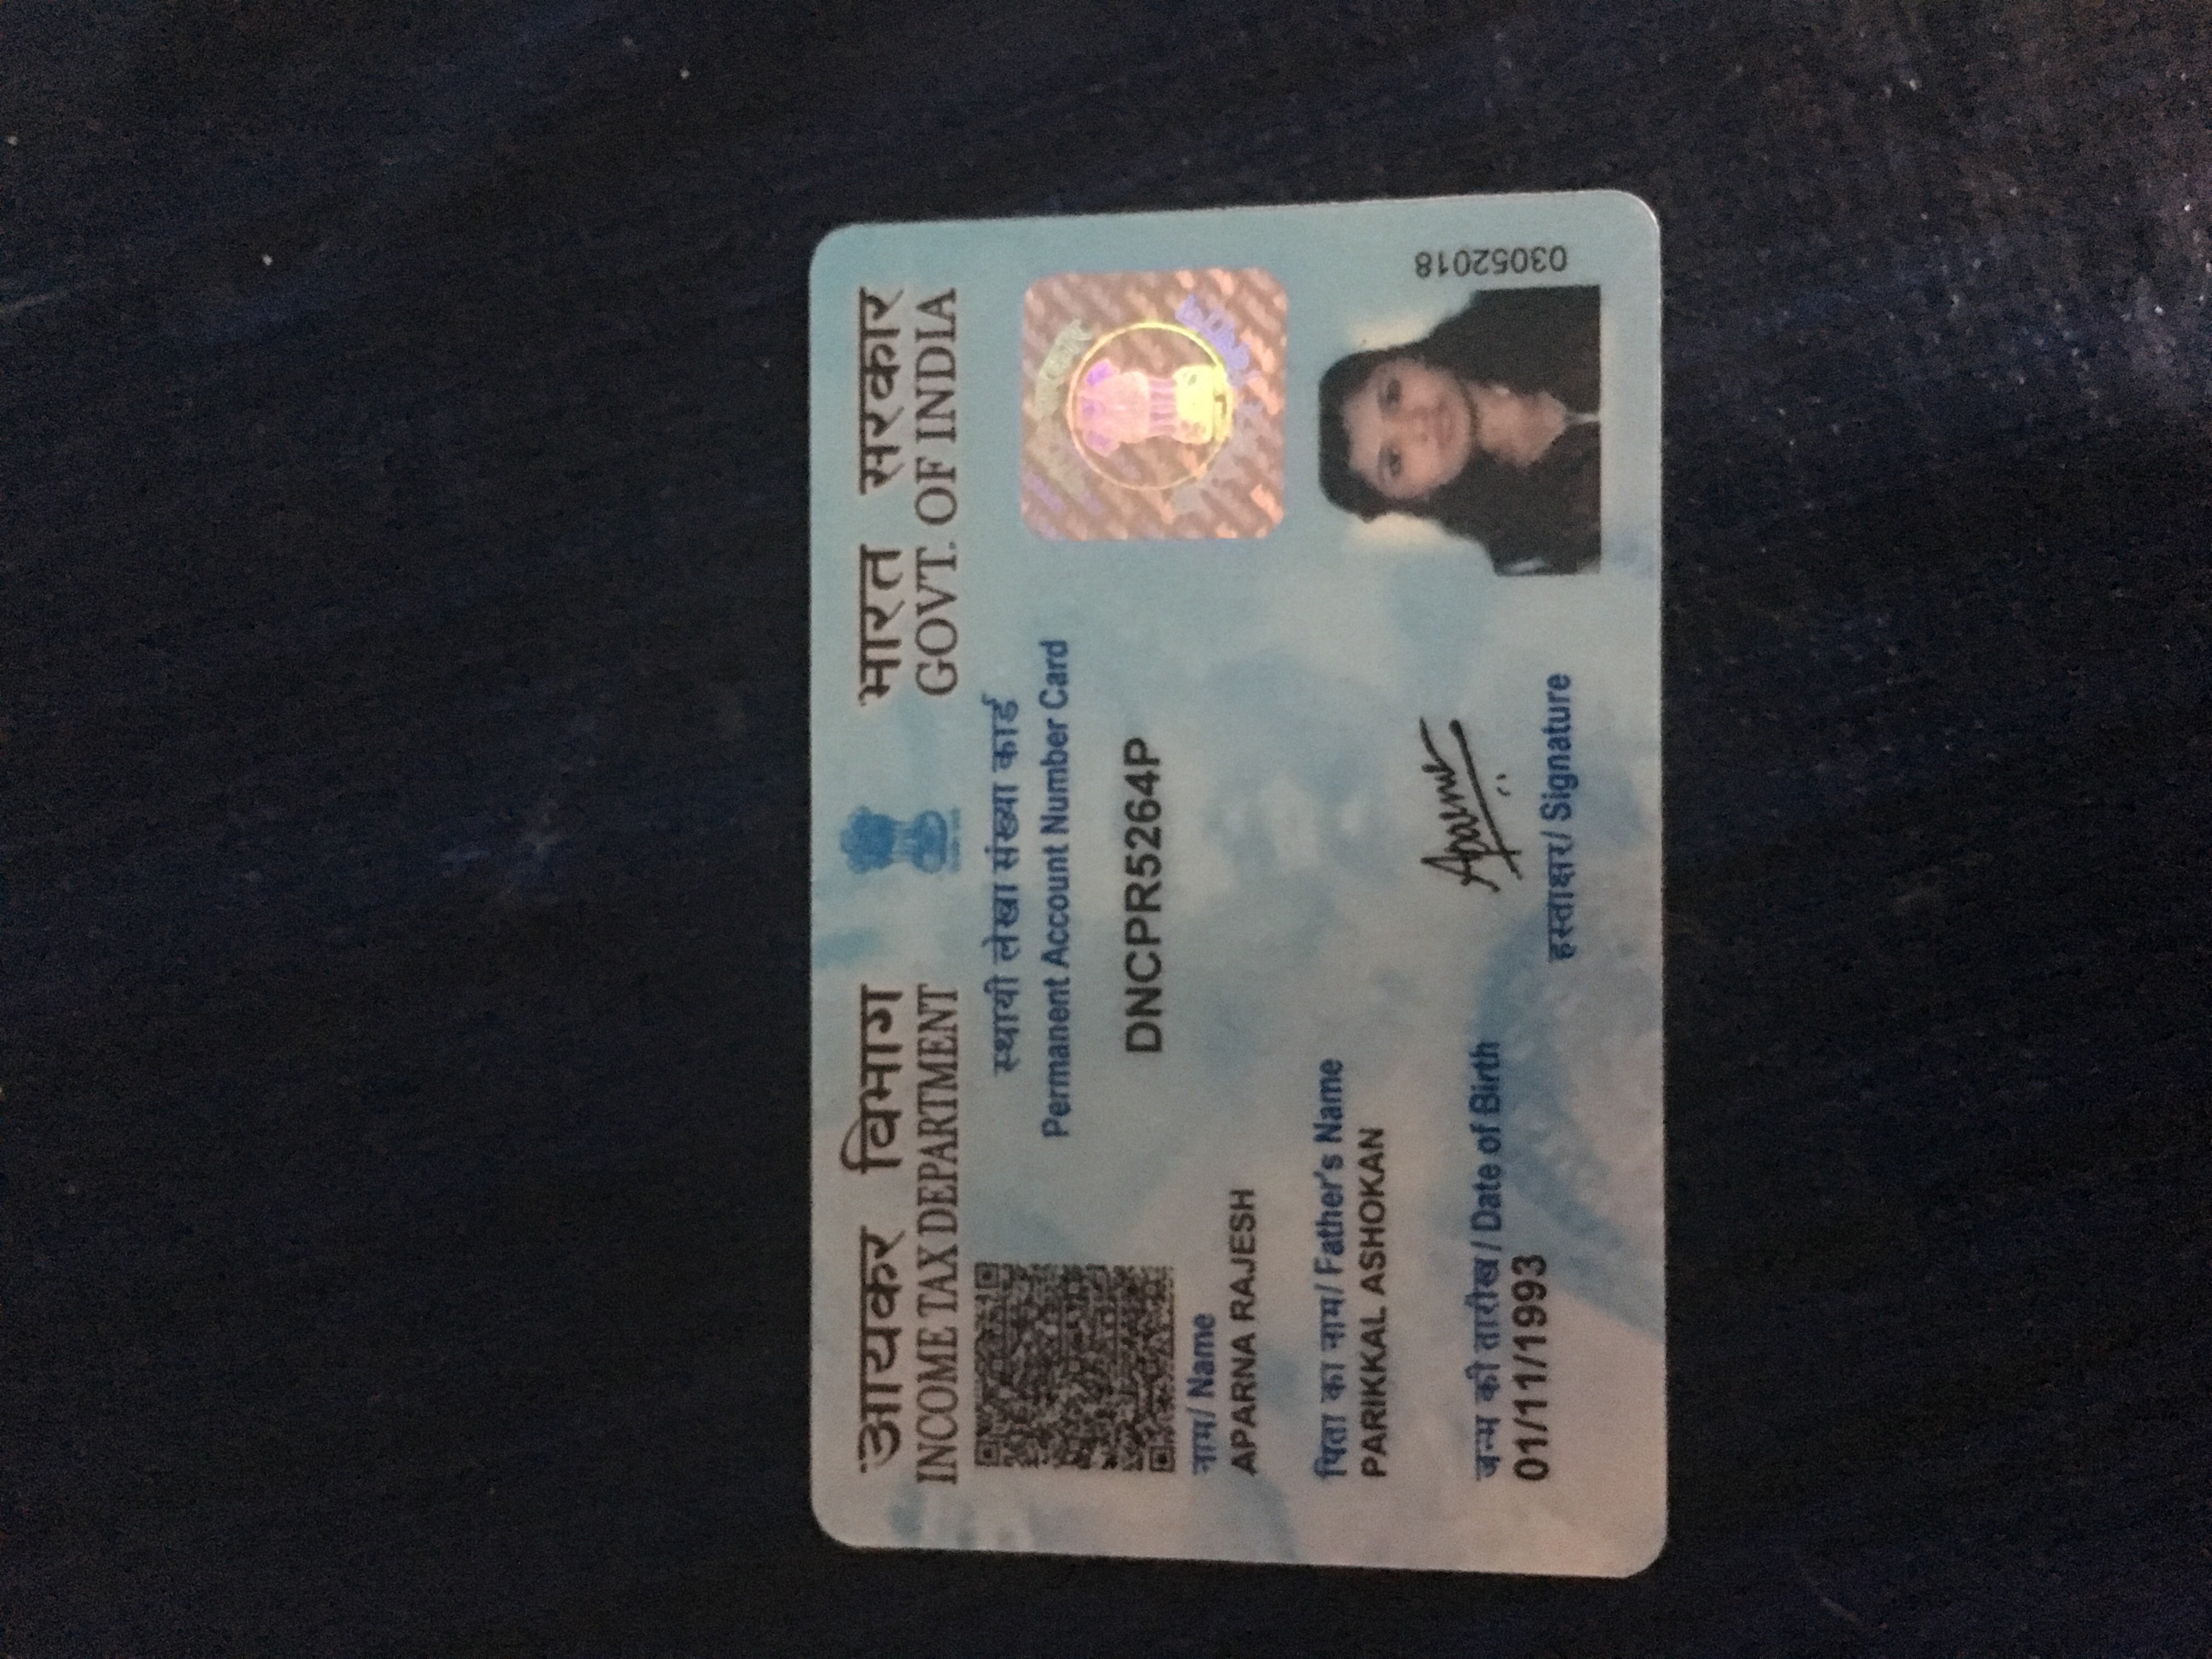 आयकर विभाग
INCOME TAX DEPARTMENT
भारत सरकार
GOVT. OF INDIA
स्थायी लेखा संख्या कार्ड
Permanent Account Number Card
DNCPR5264P
नाम/ Name
APARNA RAJESH
पिता का नाम/ Father's Name
PARIKKAL ASHOKAN
जन्म की तारीख / Date of Birth
01/11/1993
हस्ताक्षर/ Signature
03052018